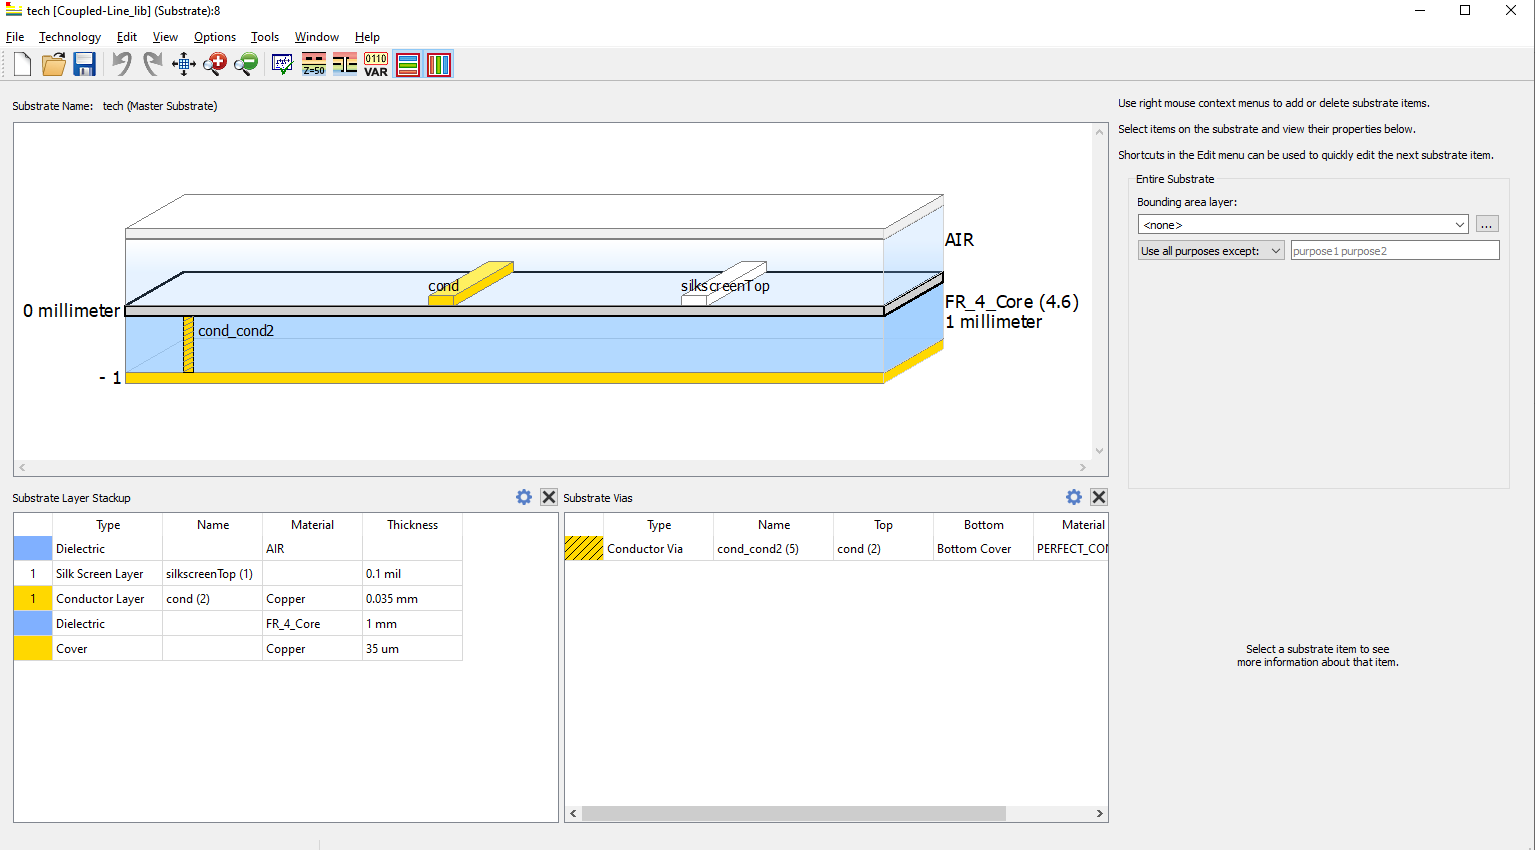 tech [Coupled-Line_lib] (Substrate):8
File Technology Edit View Options Tools Window Help
Z=50
0110
VAR
Substrate Name: tech (Master Substrate)
AIR
cond
silkscreenTop
0 millimeter
FR_4_Core (4.6)
1 millimeter
cond_cond2
- 1
Use right mouse context menus to add or delete substrate items.
Select items on the substrate and view their properties below.
Shortcuts in the Edit menu can be used to quickly edit the next substrate item.
Entire Substrate
Bounding area layer:
<none>
...
Use all purposes except: purpose1 purpose2
Substrate Layer Stackup
Type Name Material Thickness
Dielectric AIR
1 Silk Screen Layer silkscreenTop (1) 0.1 mil
1 Conductor Layer cond (2) Copper 0.035 mm
Dielectric FR_4_Core 1 mm
Cover Copper 35 um
Substrate Vias
Type Name Top Bottom Material
Conductor Via cond_cond2 (5) cond (2) Bottom Cover PERFECT_CO
Select a substrate item to see
more information about that item.